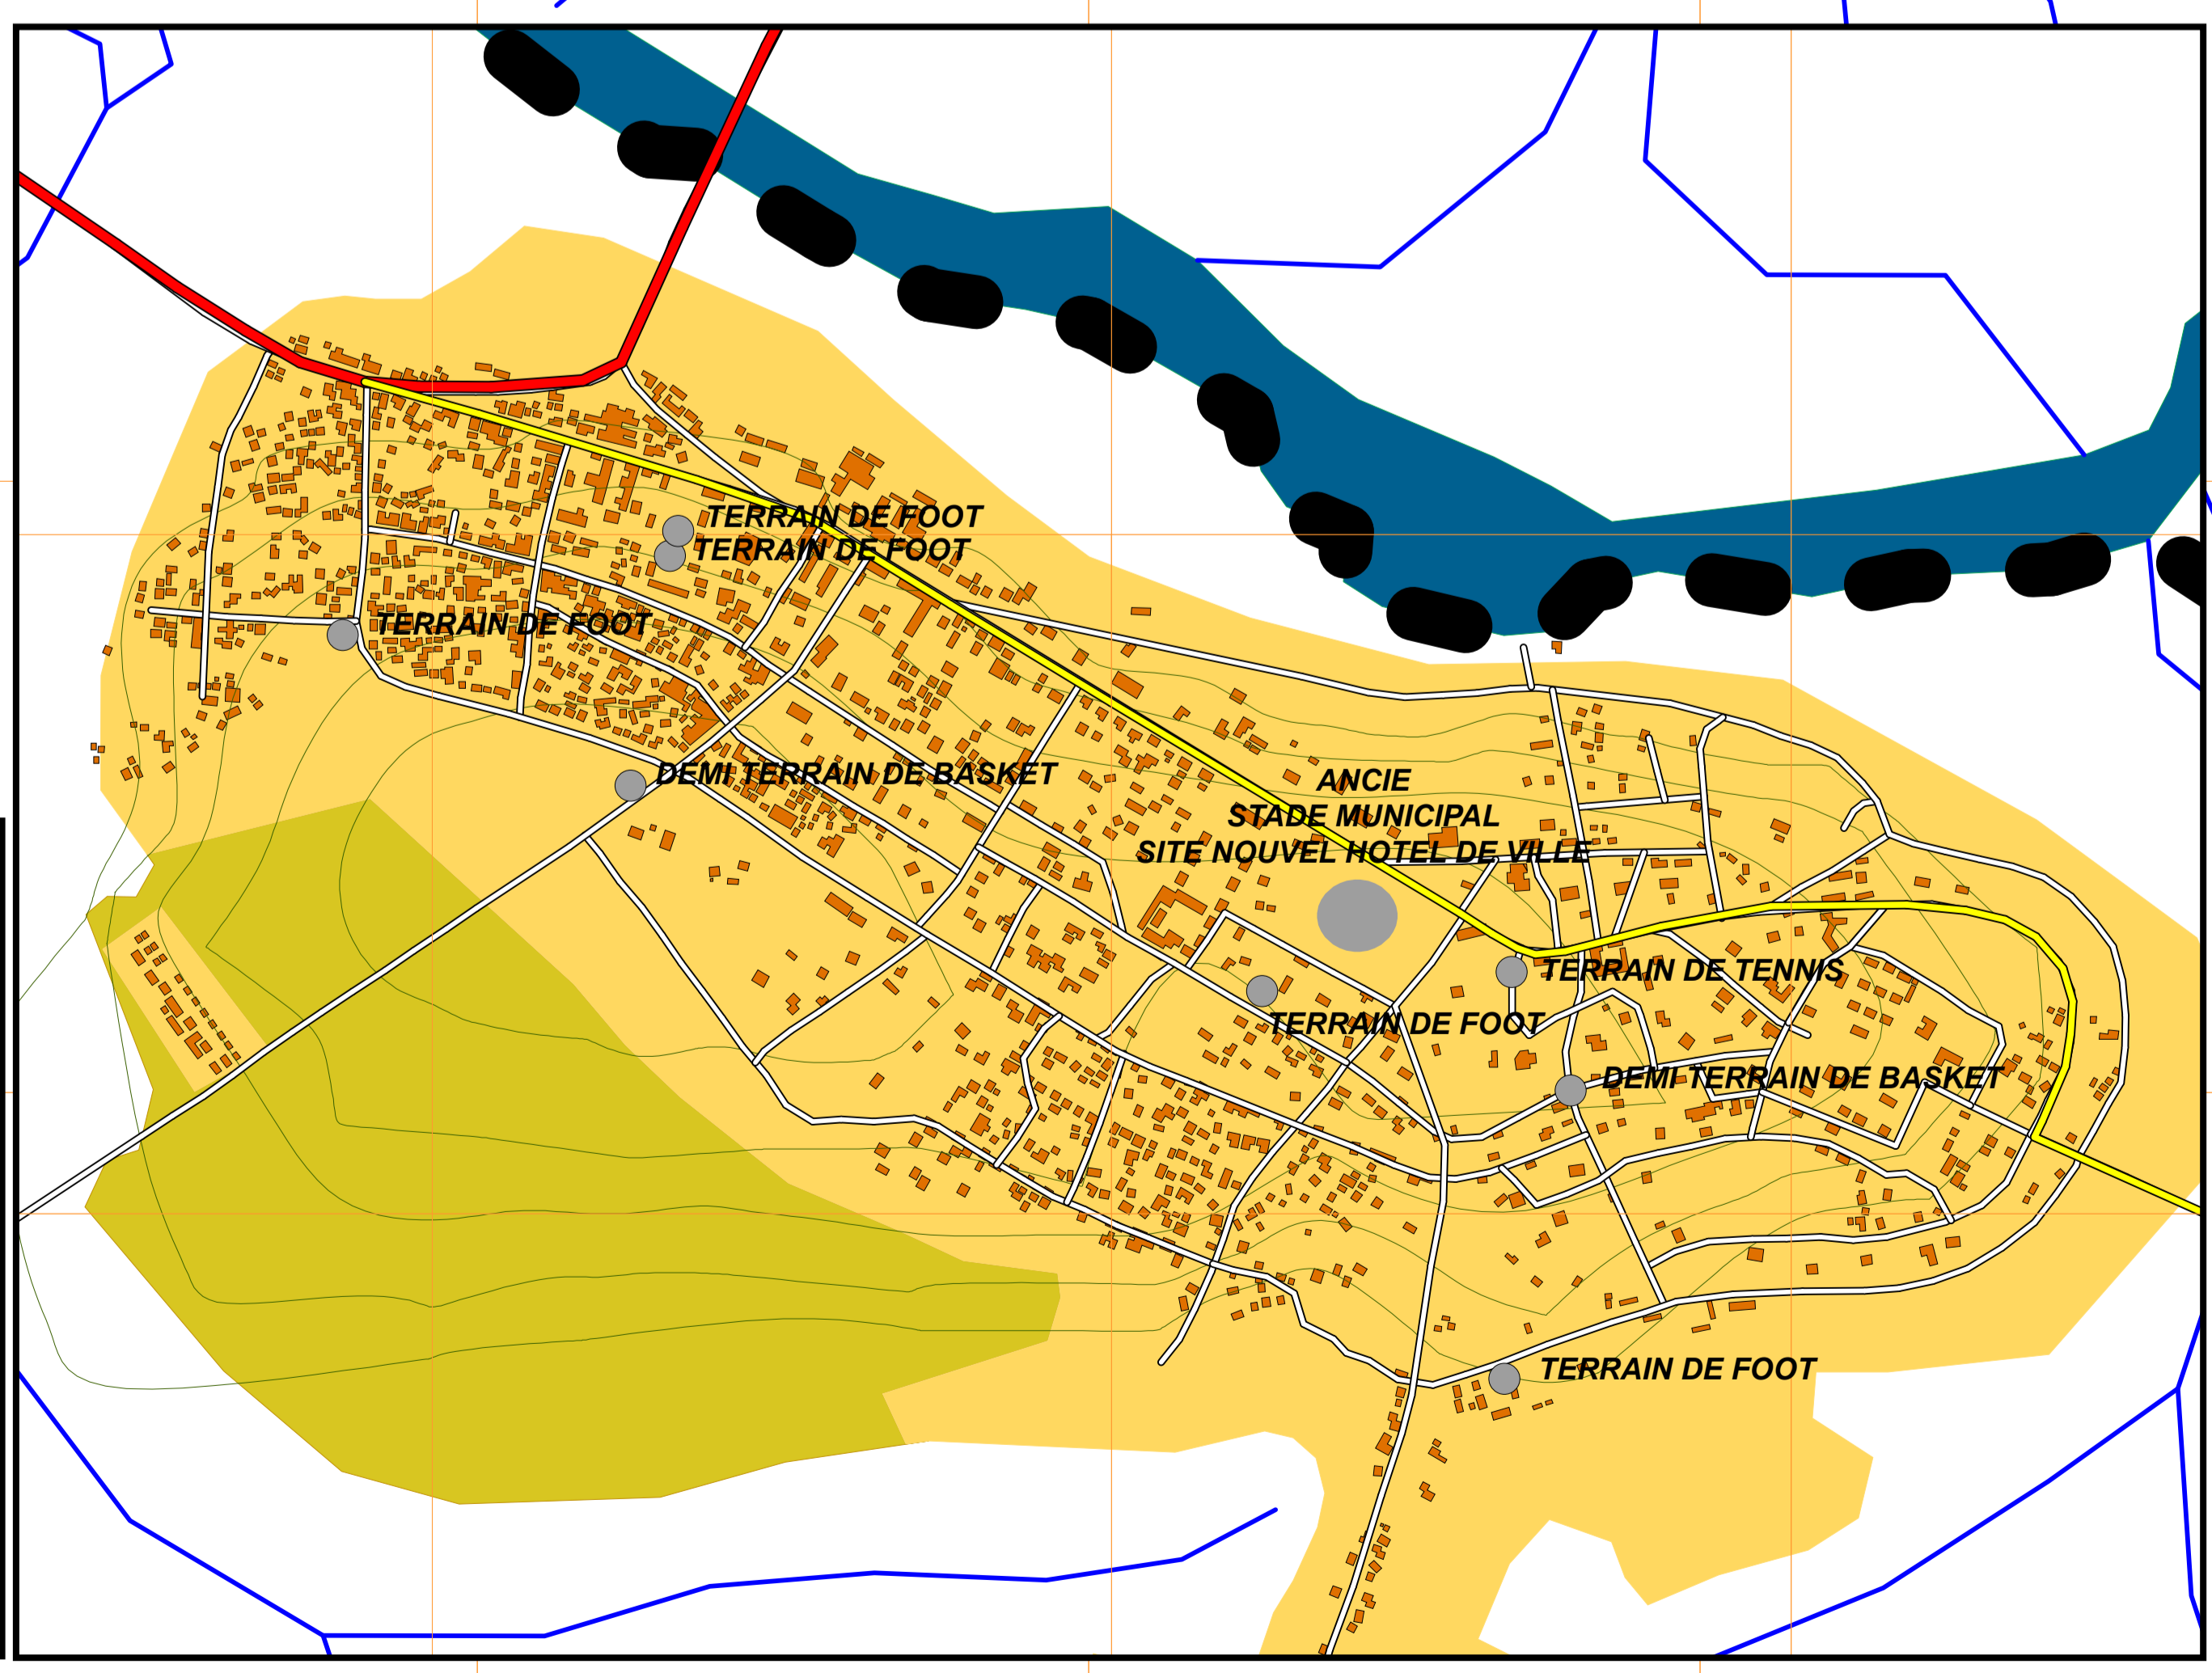 TERRAIN DE FOOT
TERRAIN DE FOOT
TERRAIN DE FOOT
DEMI TERRAIN DE BASKET
ANCIE
STADE MUNICIPAL
SITE NOUVEL HOTEL DE VILLE
TERRAIN DE TENNIS
TERRAIN DE FOOT
DEMI TERRAIN DE BASKET
TERRAIN DE FOOT